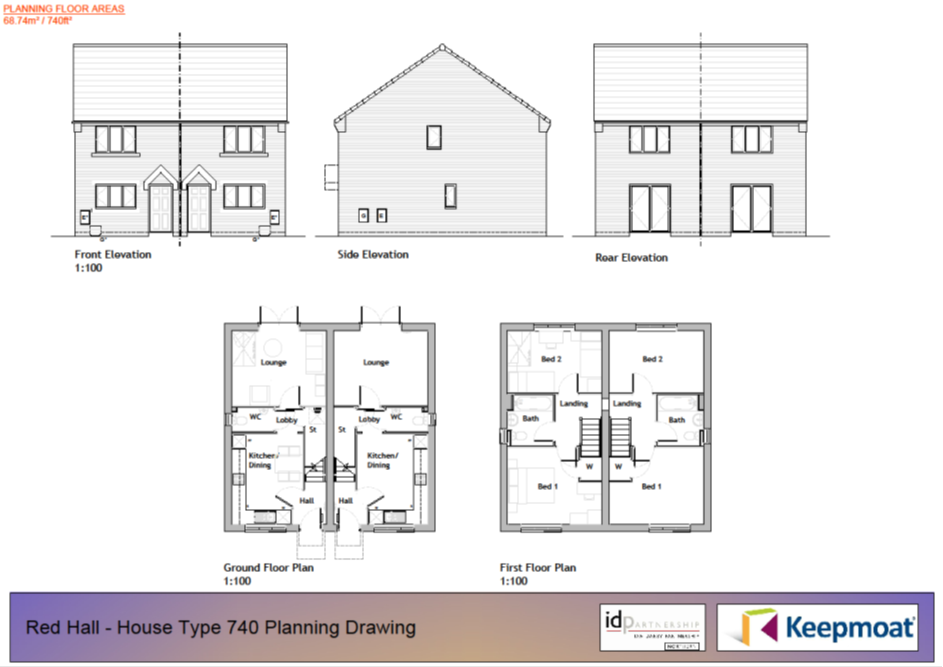 PLANNING FLOOR AREAS
68.74m² / 740ft²
Front Elevation
1:100
Side Elevation
Rear Elevation
G
E
Lounge
Lounge
WC
Lobby
Lobby
WC
St
St
Kitchen/
Dining
Kitchen/
Dining
Hall
Hall
Ground Floor Plan
1:100
Bed 2
Bed 2
Landing
Landing
Bath
Bath
W
W
Bed 1
Bed 1
First Floor Plan
1:100
Red Hall - House Type 740 Planning Drawing
idPARTNERSHIP
Keepmoat